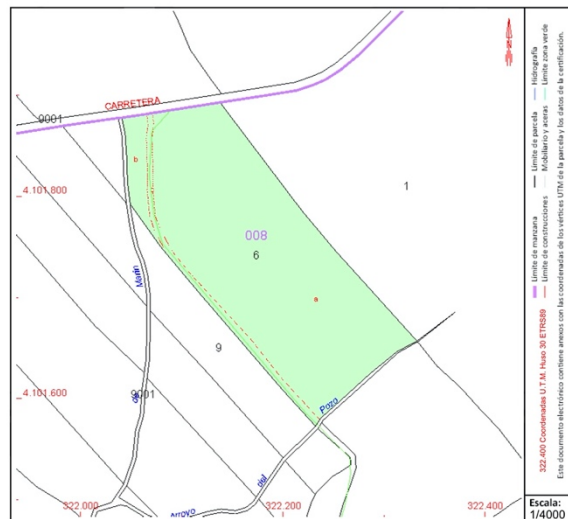 CARRETERA
9001
1
4.101.800
008
6
Marin
a
a
9
de
9001
4.101.600
Pozo
del
Arroyo
322.000
322.200
322.400
Límite de manzana
Límite de parcela
Hidrografía
Límite de construcciones
Mobiliario y aceras
Límite zona verde
322.400 Coordenadas U.T.M. Huso 30 ETRS89
Este documento electrónico contiene anexos con las coordenadas de los vértices UTM de la parcela y los datos de la certificación.
Escala:
1/4000